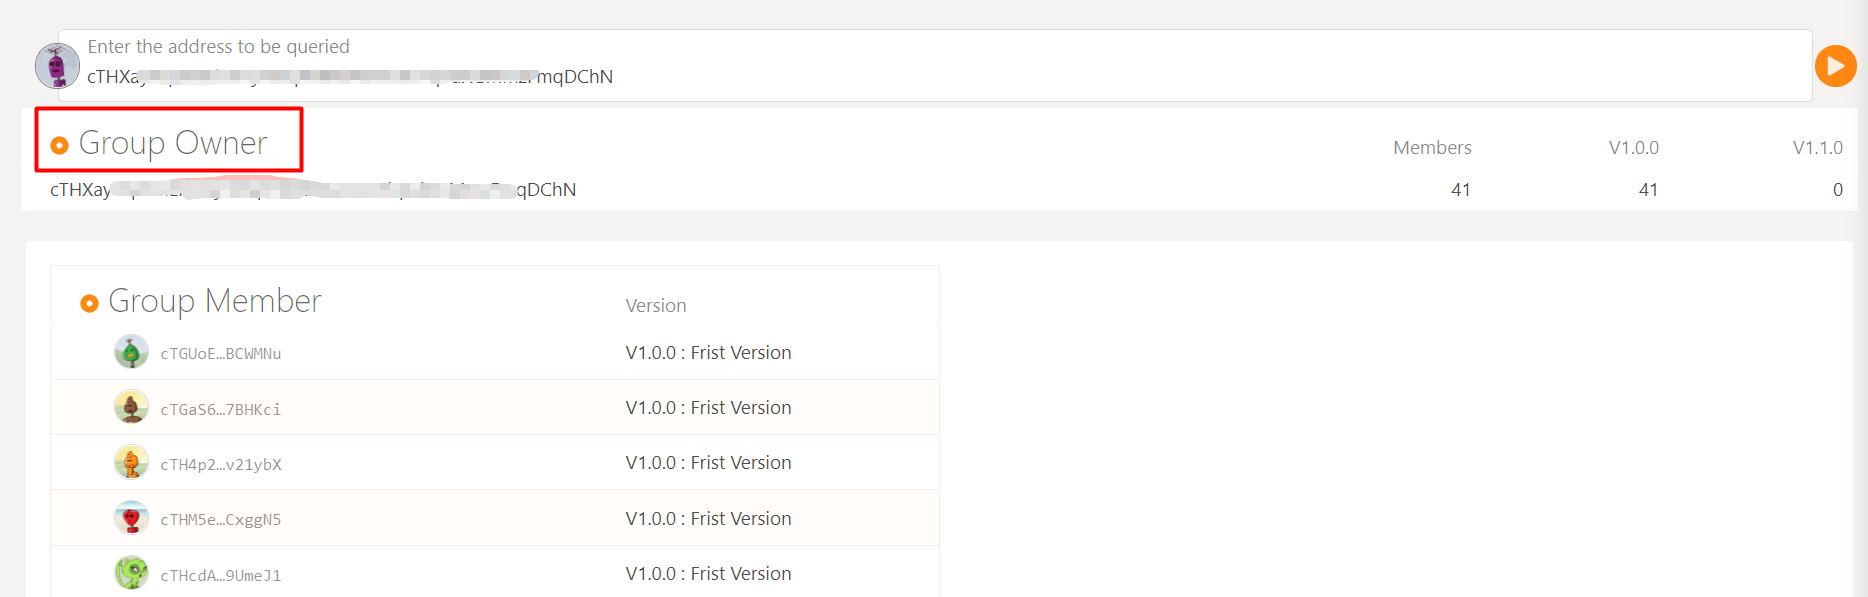 Enter the address to be queried
mqDChN
Group Owner Members V1.0.0 V1.1.0
cTHXay qDChN 41 41 0
Group Member Version
cTGUoE…BCWMNu V1.0.0 : Frist Version
cTGaS6…7BHKci V1.0.0 : Frist Version
cTH4p2…v21ybX V1.0.0 : Frist Version
cTHM5e…CxggN5 V1.0.0 : Frist Version
cTHcdA…9UmeJ1 V1.0.0 : Frist Version